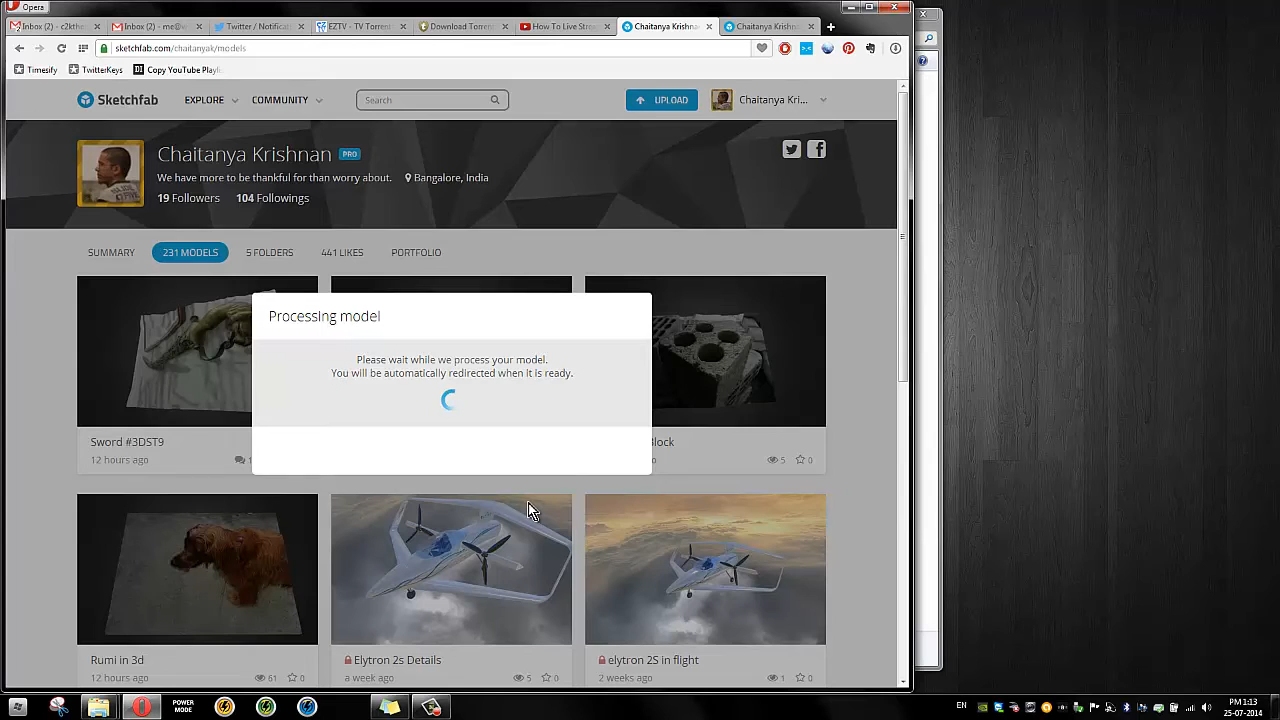 Opera
Inbox (2) - c2ktho...
Inbox (2) - me@v...
Twitter / Notificat...
EZTV - TV Torrent...
Download Torren...
How To Live Stro...
Chaitanya Krishnan...
Chaitanya Krishnan...
sketchfab.com/chaitanyak/models
Timesify
TwitterKeys
Copy YouTube Playli
Sketchfab
EXPLORE
COMMUNITY
Search
UPLOAD
Chaitanya Kri...
Chaitanya Krishnan PRO
We have more to be thankful for than worry about.
Bangalore, India
19 Followers
104 Followings
SUMMARY
231 MODELS
5 FOLDERS
441 LIKES
PORTFOLIO
Processing model
Please wait while we process your model.
You will be automatically redirected when it is ready.
Sword #3DST9
12 hours ago
Block
5
0
Rumi in 3d
12 hours ago
61
0
Elytron 2s Details
a week ago
5
0
elytron 2S in flight
2 weeks ago
1
0
POWER
MODE
EN
PM 1:13
25-07-2014